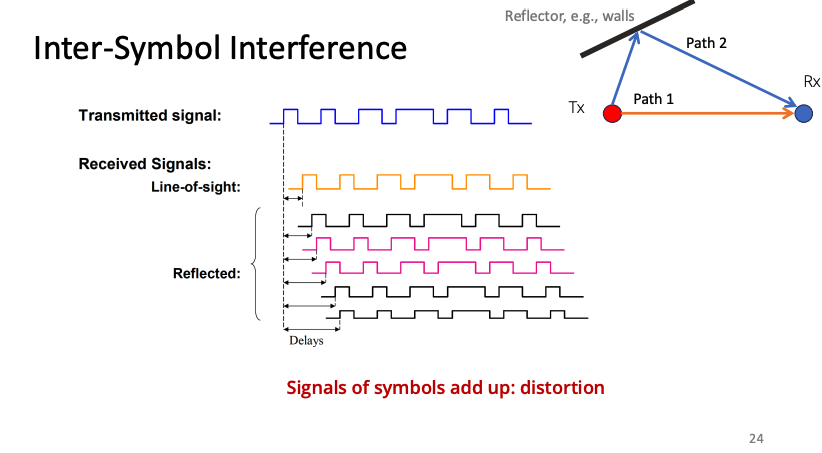 Reflector, e.g., walls
Inter-Symbol Interference
Path 2
Rx
Tx
Path 1
Transmitted signal:
Received Signals:
Line-of-sight:
Reflected:
Delays
Signals of symbols add up: distortion
24